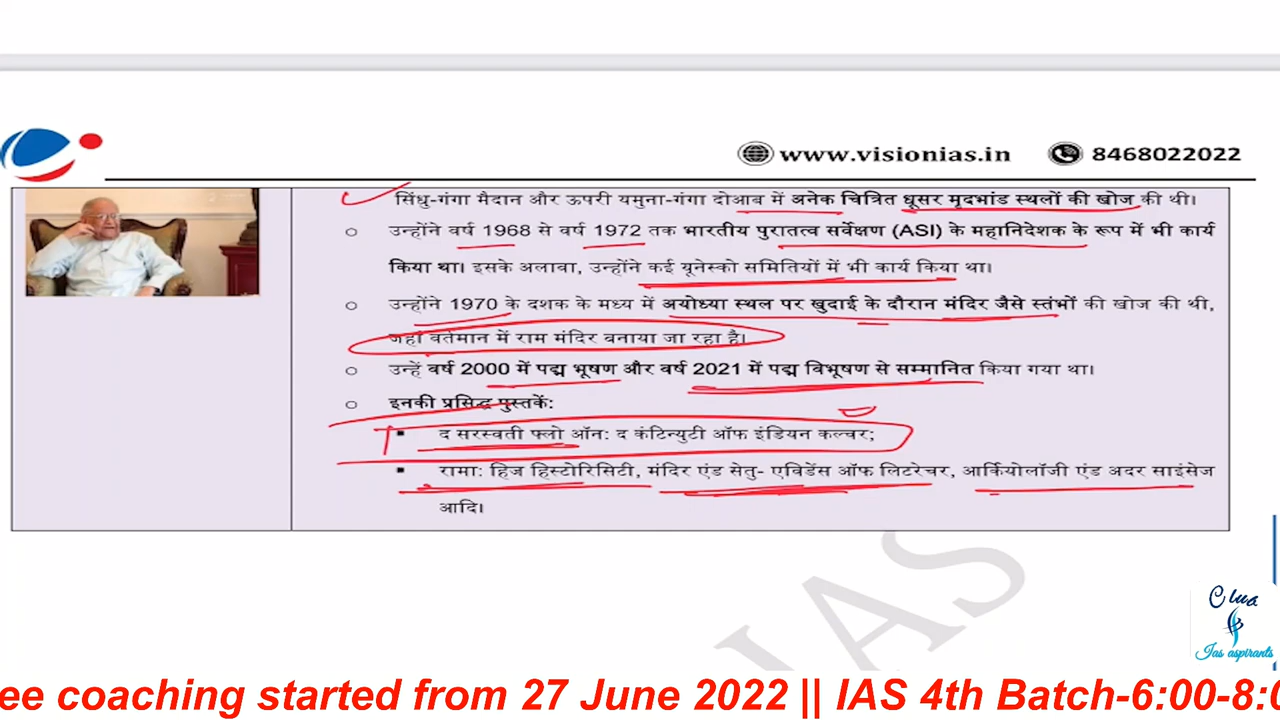 www.visionias.in 8468022022
सिंधु-गंगा मैदान और ऊपरी यमुना-गंगा दोआब में अनेक चित्रित धूसर मृदभांड स्थलों की खोज की थी।
उन्होंने वर्ष 1968 से वर्ष 1972 तक भारतीय पुरातत्व सर्वेक्षण (ASI) के महानिदेशक के रूप में भी कार्य
किया था। इसके अलावा, उन्होंने कई यूनेस्को समितियों में भी कार्य किया था।
उन्होंने 1970 के दशक के मध्य में अयोध्या स्थल पर खुदाई के दौरान मंदिर जैसे स्तंभों की खोज की थी,
जहां वर्तमान में राम मंदिर बनाया जा रहा है।
उन्हें वर्ष 2000 में पद्म भूषण और वर्ष 2021 में पद्म विभूषण से सम्मानित किया गया था।
इनकी प्रसिद्ध पुस्तकें:
द सरस्वती फ्लो ऑन: द कंटिन्युटी ऑफ इंडियन कल्चर;
रामा: हिज हिस्टोरिसिटी, मंदिर एंड सेतु- एविडेंस ऑफ लिटरेचर, आर्कियोलॉजी एंड अदर साइंसेज
आदि।
IAS
Clua
Ias aspirants
ee coaching started from 27 June 2022 || IAS 4th Batch-6:00-8:0